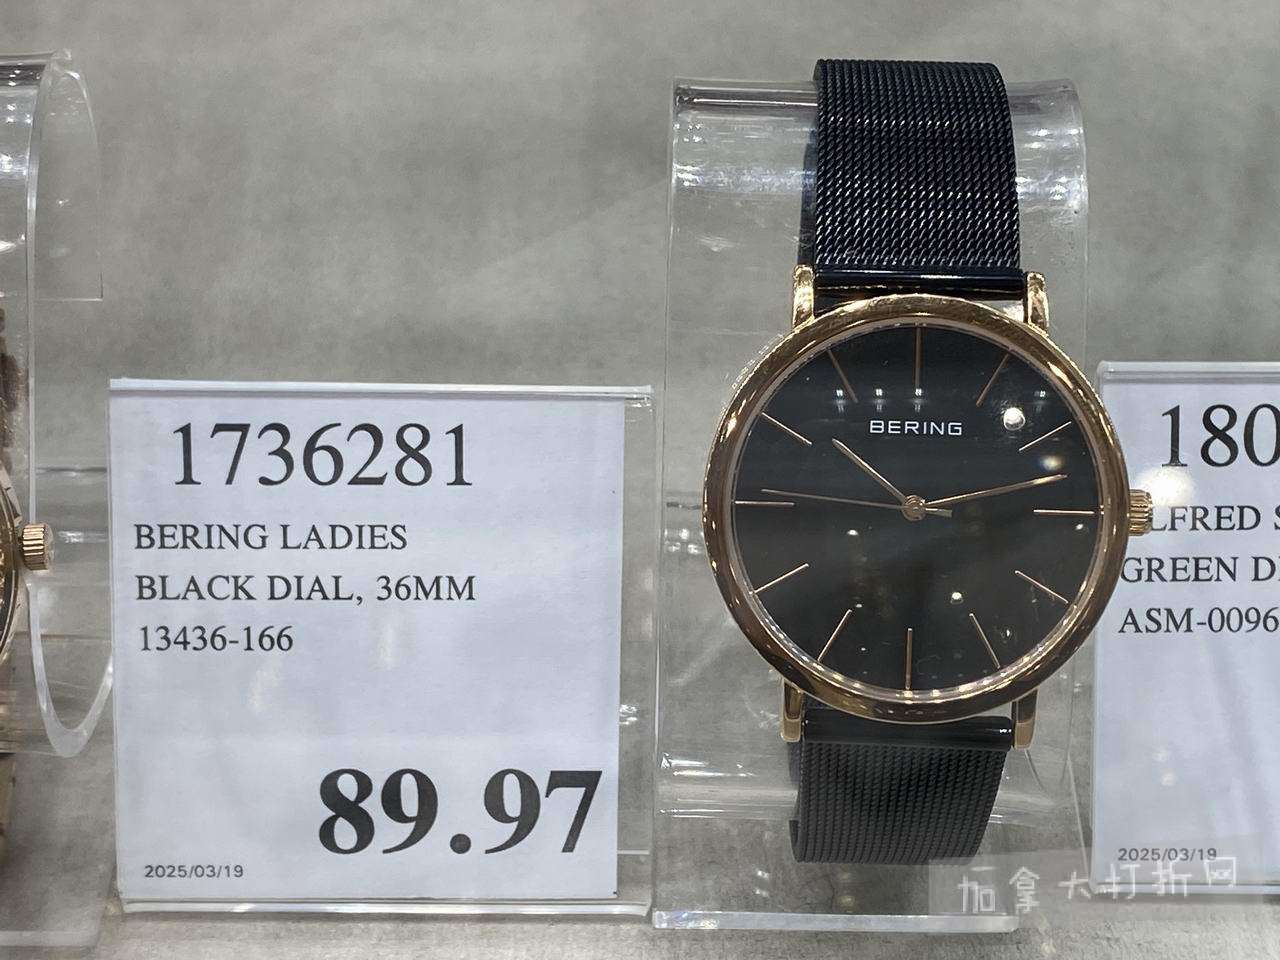 1736281
BERING LADIES
BLACK DIAL, 36MM
13436-166
89.97
2025/03/19
BERING
180
LFRED S
GREEN DI
ASM-0096
2025/03/19
加拿大打折网